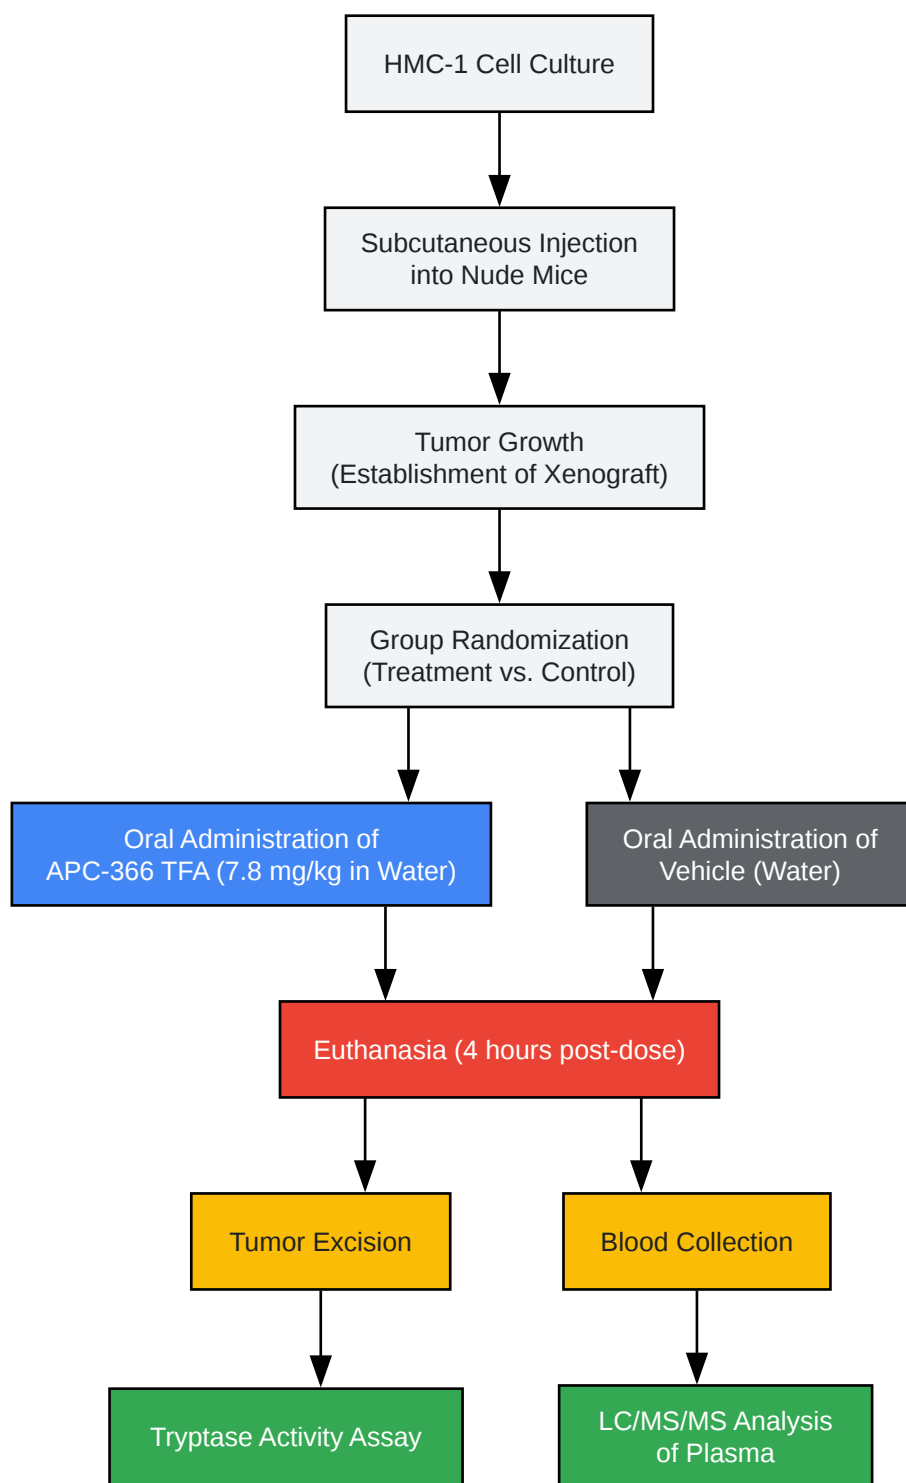 HMC-1 Cell Culture
Subcutaneous Injection
into Nude Mice
Tumor Growth
(Establishment of Xenograft)
Group Randomization
(Treatment vs. Control)
Oral Administration of
APC-366 TFA (7.8 mg/kg in Water)
Oral Administration of
Vehicle (Water)
Euthanasia (4 hours post-dose)
Tumor Excision
Blood Collection
Tryptase Activity Assay
LC/MS/MS Analysis
of Plasma